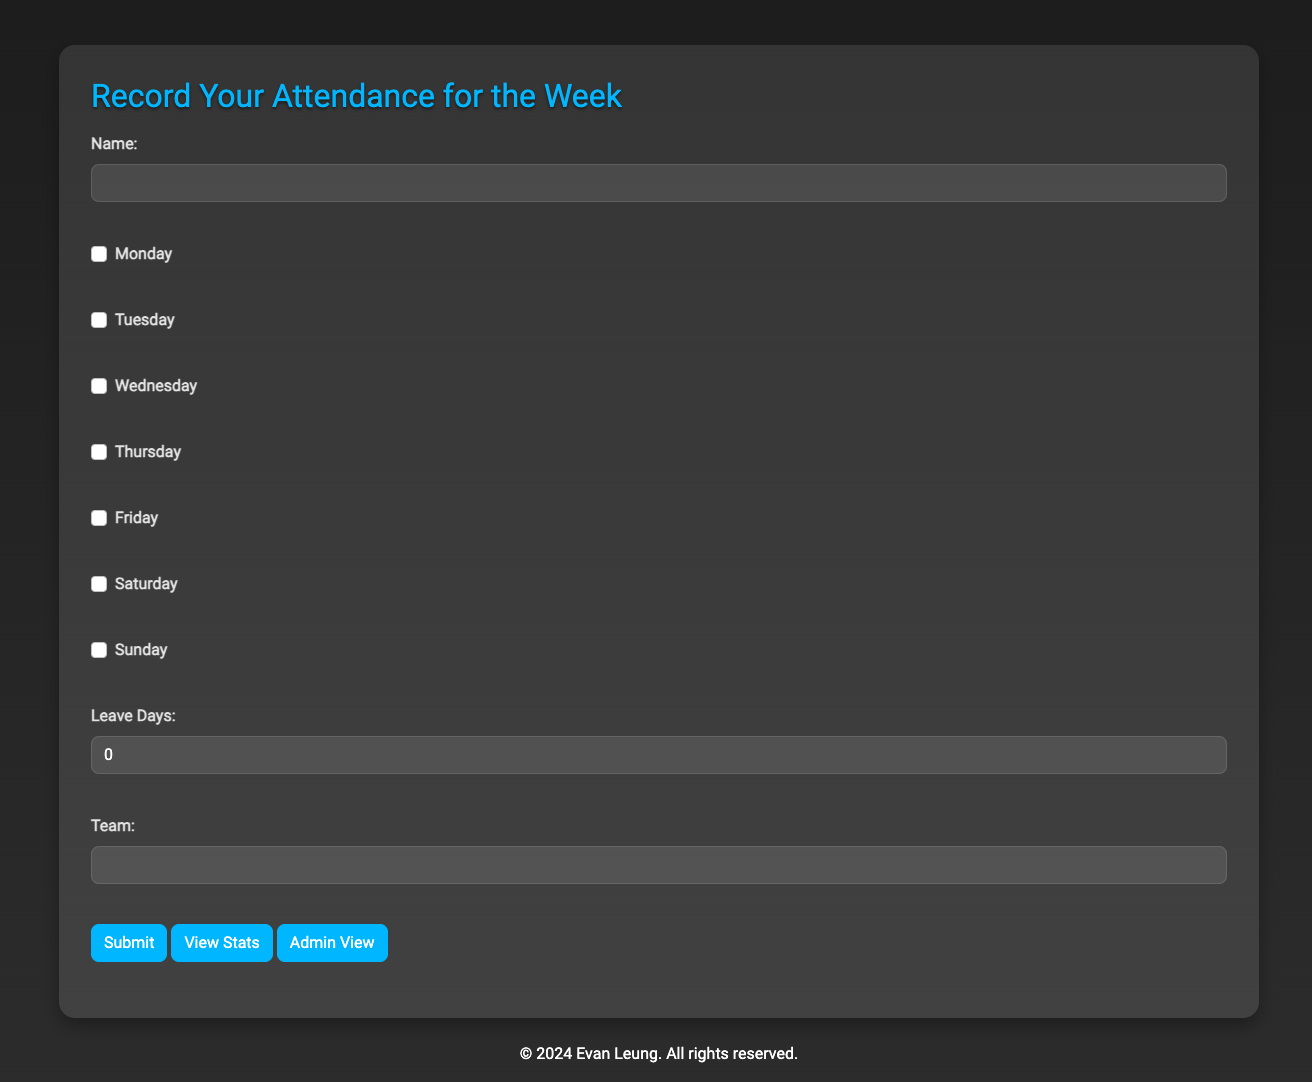 Record Your Attendance for the Week
Name:
Monday
Tuesday
Wednesday
Thursday
Friday
Saturday
Sunday
Leave Days:
0
Team:
Submit View Stats Admin View
© 2024 Evan Leung. All rights reserved.